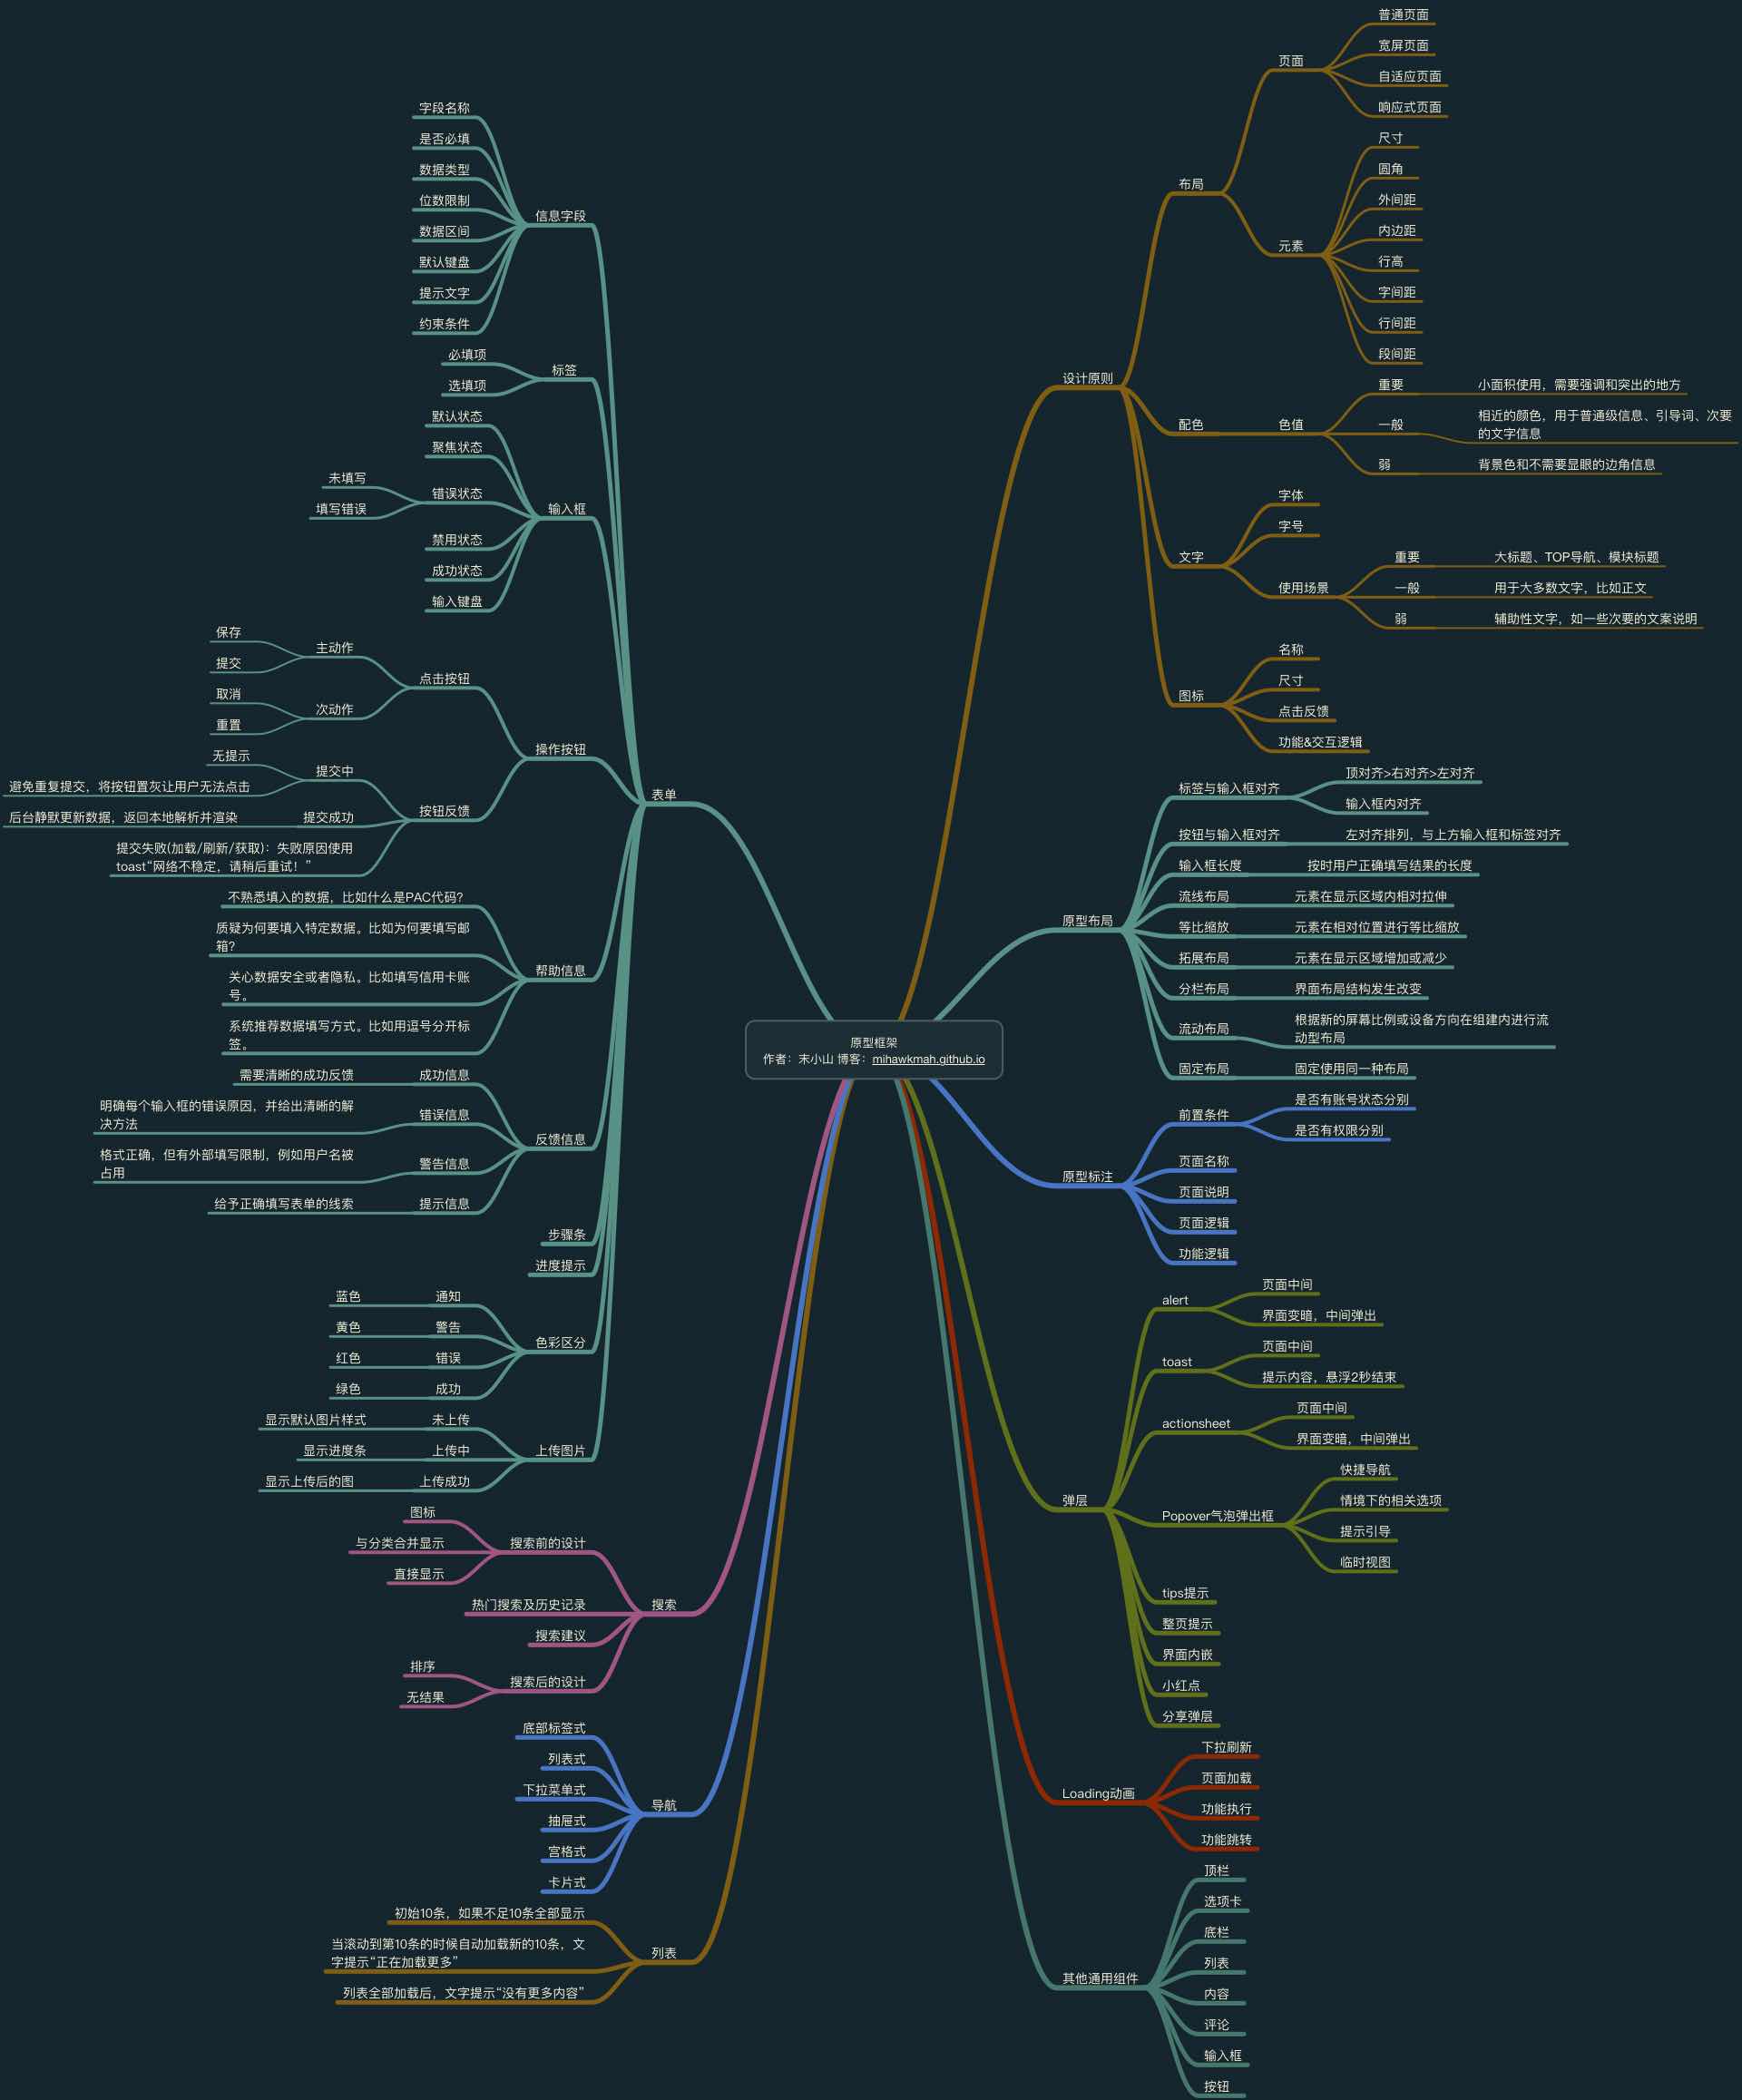 原型框架
作者：末小山 博客：mihawkmah.github.io
设计原则
布局
页面
普通页面
宽屏页面
自适应页面
响应式页面
元素
尺寸
圆角
外间距
内边距
行高
字间距
行间距
段间距
配色
色值
重要
小面积使用，需要强调和突出的地方
一般
相近的颜色，用于普通级信息、引导词、次要
的文字信息
弱
背景色和不需要显眼的边角信息
文字
字体
字号
使用场景
重要
大标题、TOP导航、模块标题
一般
用于大多数文字，比如正文
弱
辅助性文字，如一些次要的文案说明
图标
名称
尺寸
点击反馈
功能&交互逻辑
原型布局
标签与输入框对齐
顶对齐>右对齐>左对齐
输入框内对齐
按钮与输入框对齐
左对齐排列，与上方输入框和标签对齐
输入框长度
按时用户正确填写结果的长度
流线布局
元素在显示区域内相对拉伸
等比缩放
元素在相对位置进行等比缩放
拓展布局
元素在显示区域增加或减少
分栏布局
界面布局结构发生改变
流动布局
根据新的屏幕比例或设备方向在组建内进行流
动型布局
固定布局
固定使用同一种布局
原型标注
前置条件
是否有账号状态分别
是否有权限分别
页面名称
页面说明
页面逻辑
功能逻辑
弹层
alert
页面中间
界面变暗，中间弹出
toast
页面中间
提示内容，悬浮2秒结束
actionsheet
页面中间
界面变暗，中间弹出
Popover气泡弹出框
快捷导航
情境下的相关选项
提示引导
临时视图
tips提示
整页提示
界面内嵌
小红点
分享弹层
Loading动画
下拉刷新
页面加载
功能执行
功能跳转
其他通用组件
顶栏
选项卡
底栏
列表
内容
评论
输入框
按钮
表单
信息字段
字段名称
是否必填
数据类型
位数限制
数据区间
默认键盘
提示文字
约束条件
标签
必填项
选填项
输入框
默认状态
聚焦状态
错误状态
未填写
填写错误
禁用状态
成功状态
输入键盘
操作按钮
点击按钮
主动作
保存
提交
次动作
取消
重置
按钮反馈
提交中
无提示
避免重复提交，将按钮置灰让用户无法点击
提交成功
后台静默更新数据，返回本地解析并渲染
提交失败(加载/刷新/获取)：失败原因使用
toast“网络不稳定，请稍后重试！”
帮助信息
不熟悉填入的数据，比如什么是PAC代码?
质疑为何要填入特定数据。比如为何要填写邮
箱?
关心数据安全或者隐私。比如填写信用卡账
号。
系统推荐数据填写方式。比如用逗号分开标
签。
反馈信息
成功信息
需要清晰的成功反馈
错误信息
明确每个输入框的错误原因，并给出清晰的解
决方法
警告信息
格式正确，但有外部填写限制，例如用户名被
占用
提示信息
给予正确填写表单的线索
步骤条
进度提示
色彩区分
通知
蓝色
警告
黄色
错误
红色
成功
绿色
上传图片
未上传
显示默认图片样式
上传中
显示进度条
上传成功
显示上传后的图
搜索
搜索前的设计
图标
与分类合并显示
直接显示
热门搜索及历史记录
搜索建议
搜索后的设计
排序
无结果
导航
底部标签式
列表式
下拉菜单式
抽屉式
宫格式
卡片式
列表
初始10条，如果不足10条全部显示
当滚动到第10条的时候自动加载新的10条，文
字提示“正在加载更多”
列表全部加载后，文字提示“没有更多内容”